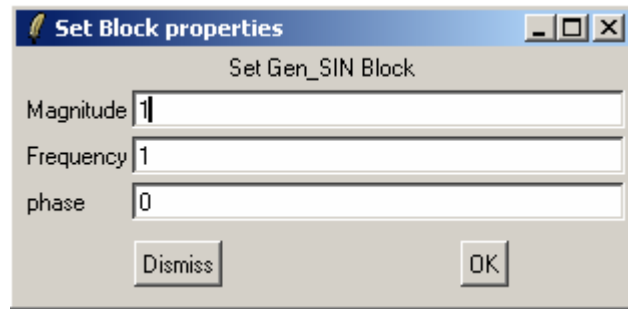 Set Block properties
Set Gen_SIN Block
Magnitude 1
Frequency 1
phase 0
Dismiss OK